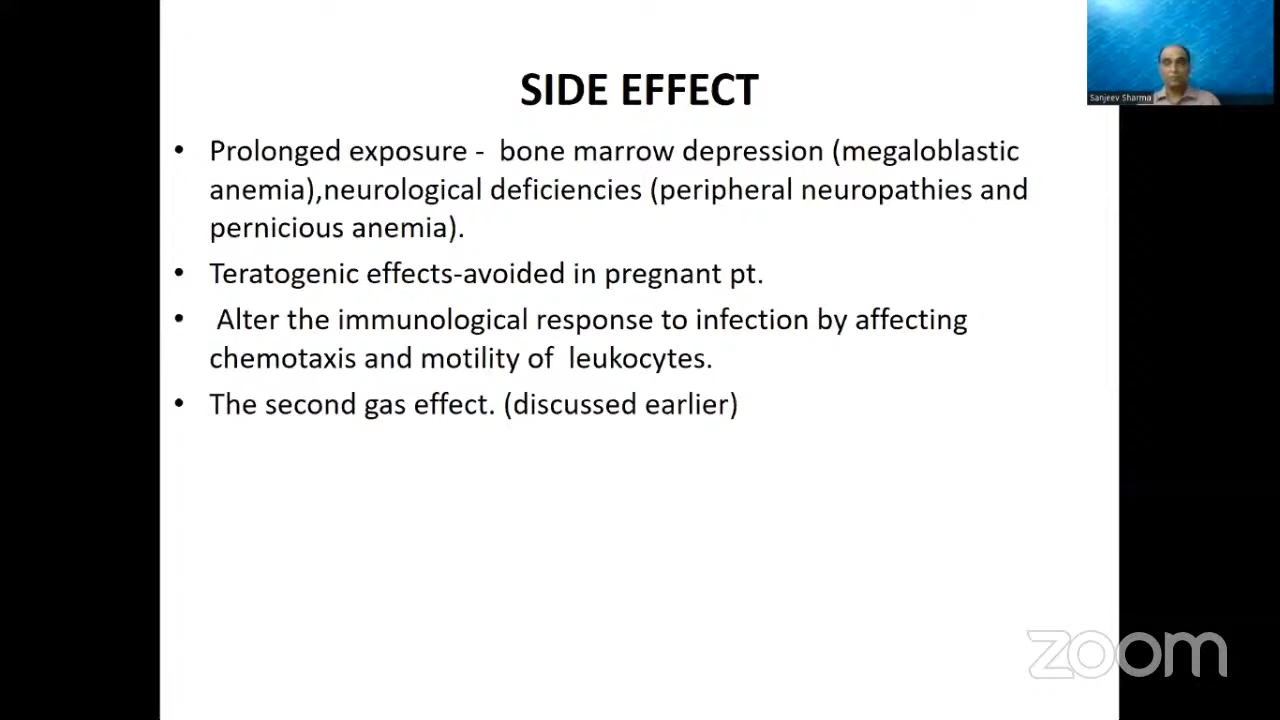 SIDE EFFECT
Sanjeev Sharma
• Prolonged exposure -  bone marrow depression (megaloblastic
anemia),neurological deficiencies (peripheral neuropathies and
pernicious anemia).
• Teratogenic effects-avoided in pregnant pt.
•  Alter the immunological response to infection by affecting
chemotaxis and motility of  leukocytes.
• The second gas effect. (discussed earlier)
zoom